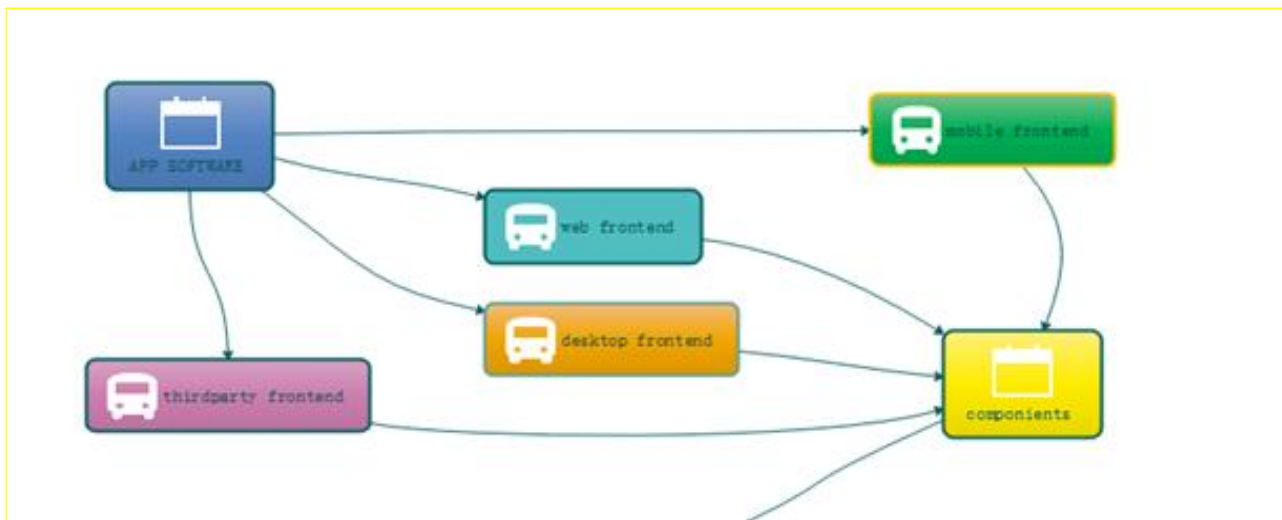 APP SOFTWARE
mobile frontend
web frontend
desktop frontend
thirdparty frontend
componients